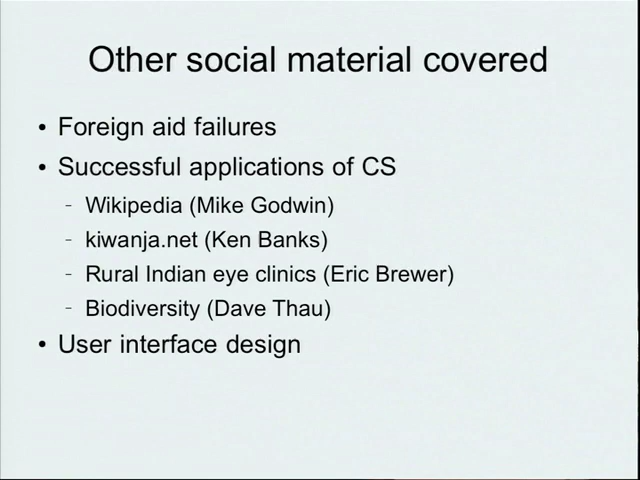 Other social material covered
• Foreign aid failures
• Successful applications of CS
- Wikipedia (Mike Godwin)
- kiwanja.net (Ken Banks)
- Rural Indian eye clinics (Eric Brewer)
- Biodiversity (Dave Thau)
• User interface design